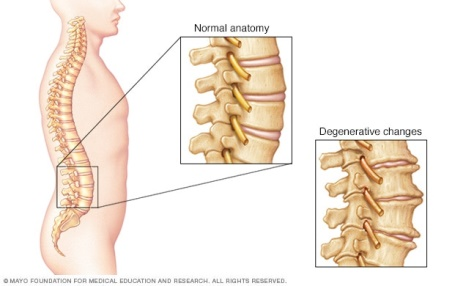 Normal anatomy
Degenerative changes
© MAYO FOUNDATION FOR MEDICAL EDUCATION AND RESEARCH. ALL RIGHTS RESERVED.